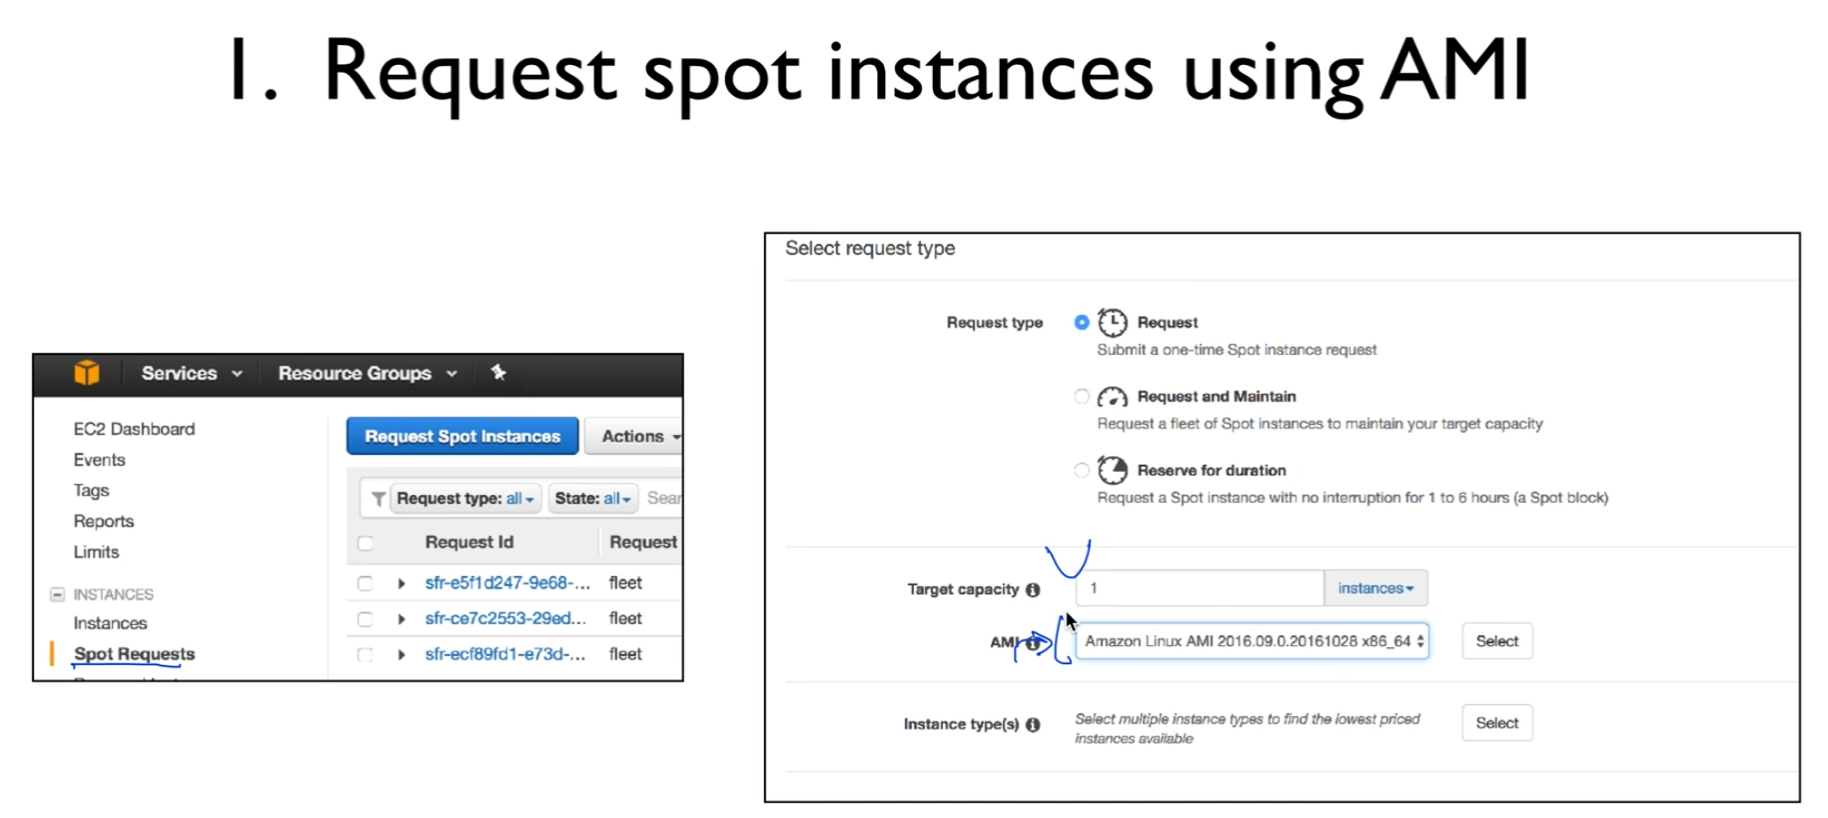 1. Request spot instances using AMI
Services
Resource Groups
EC2 Dashboard
Events
Tags
Reports
Limits
INSTANCES
Instances
Spot Requests
Request Spot Instances
Actions
Request type: all
State: all
Sear
Request Id
Request
sfr-e5f1d247-9e68-... fleet
sfr-ce7c2553-29ed... fleet
sfr-ecf89fd1-e73d-... fleet
Select request type
Request type
Request
Submit a one-time Spot instance request
Request and Maintain
Request a fleet of Spot instances to maintain your target capacity
Reserve for duration
Request a Spot instance with no interruption for 1 to 6 hours (a Spot block)
Target capacity
1
instances
AMI
Amazon Linux AMI 2016.09.0.20161028 x86_64
Select
Instance type(s)
Select multiple instance types to find the lowest priced
instances available
Select